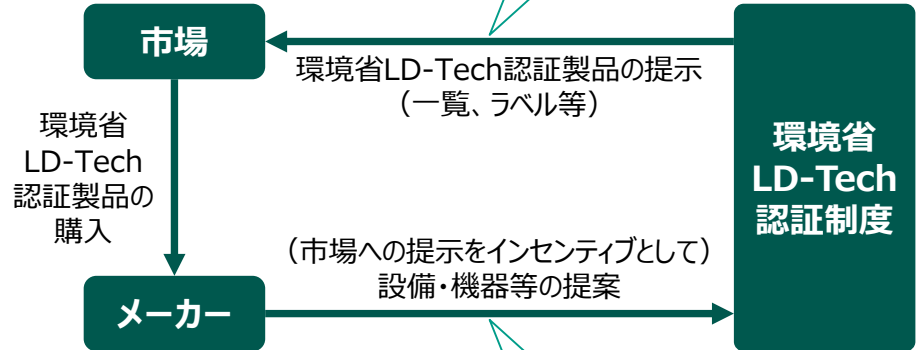 市場
環境省LD-Tech認証製品の提示
（一覧、ラベル等）
環境省
LD-Tech
認証製品の
購入
環境省
LD-Tech
認証制度
（市場への提示をインセンティブとして）
設備・機器等の提案
メーカー